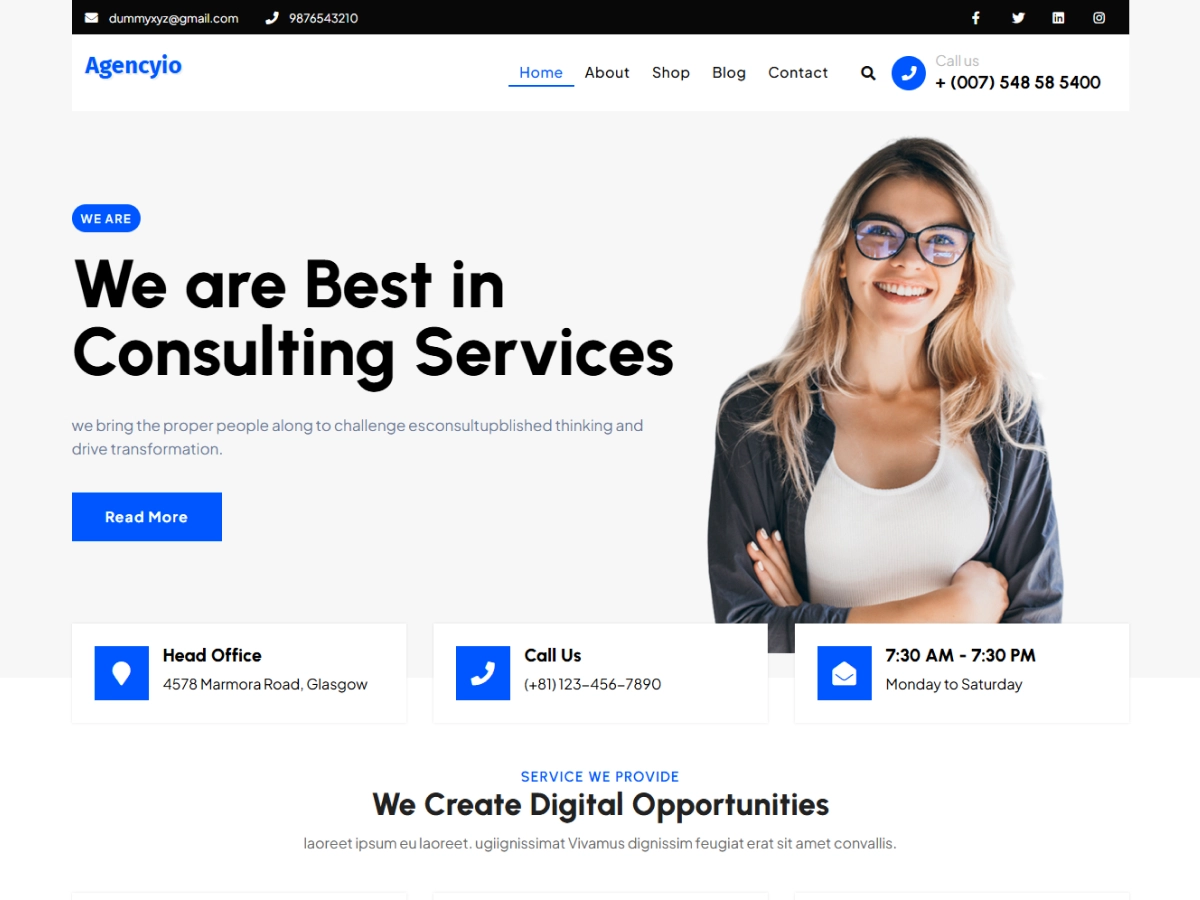 dummyxyz@gmail.com 9876543210
Agencyio
Home About Shop Blog Contact
Call us
+ (007) 548 58 5400
WE ARE
We are Best in
Consulting Services
we bring the proper people along to challenge esconsultupblished thinking and
drive transformation.
Read More
Head Office
4578 Marmora Road, Glasgow
Call Us
(+81) 123-456-7890
7:30 AM - 7:30 PM
Monday to Saturday
SERVICE WE PROVIDE
We Create Digital Opportunities
laoreet ipsum eu laoreet. ugiignissimat Vivamus dignissim feugiat erat sit amet convallis.